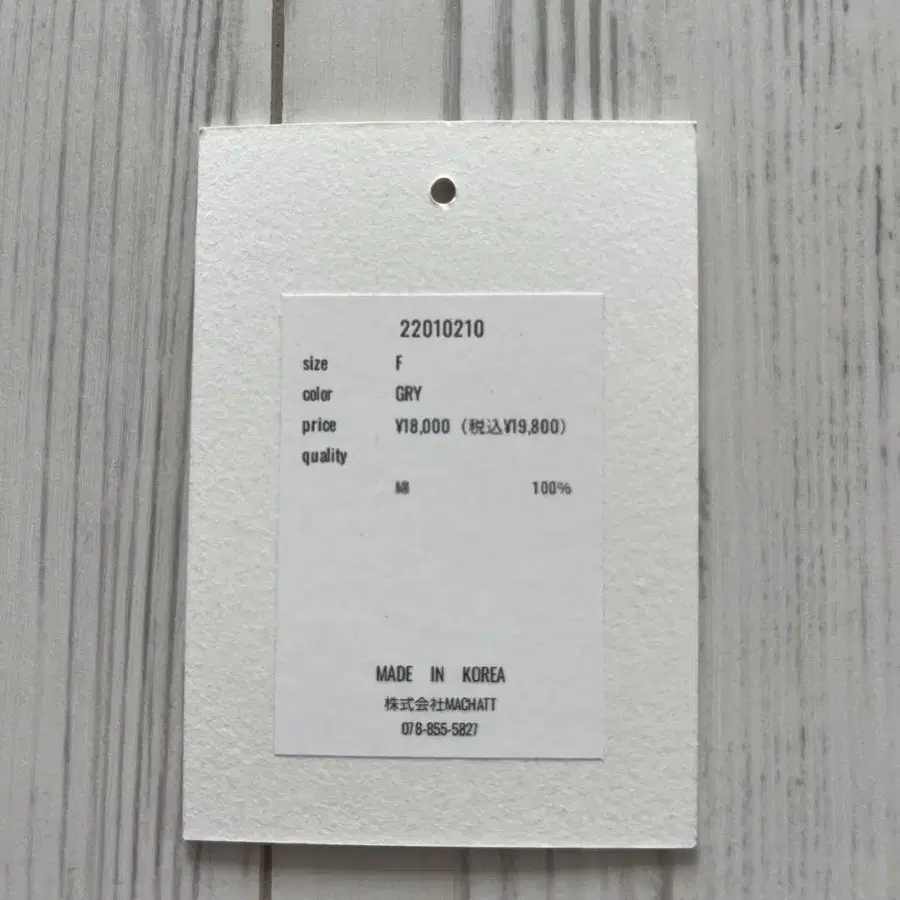 22010210
size F
color GRY
price ¥18,000 (税込¥19,800)
quality
綿 100%
MADE IN KOREA
株式会社MACHATT
078-855-5827